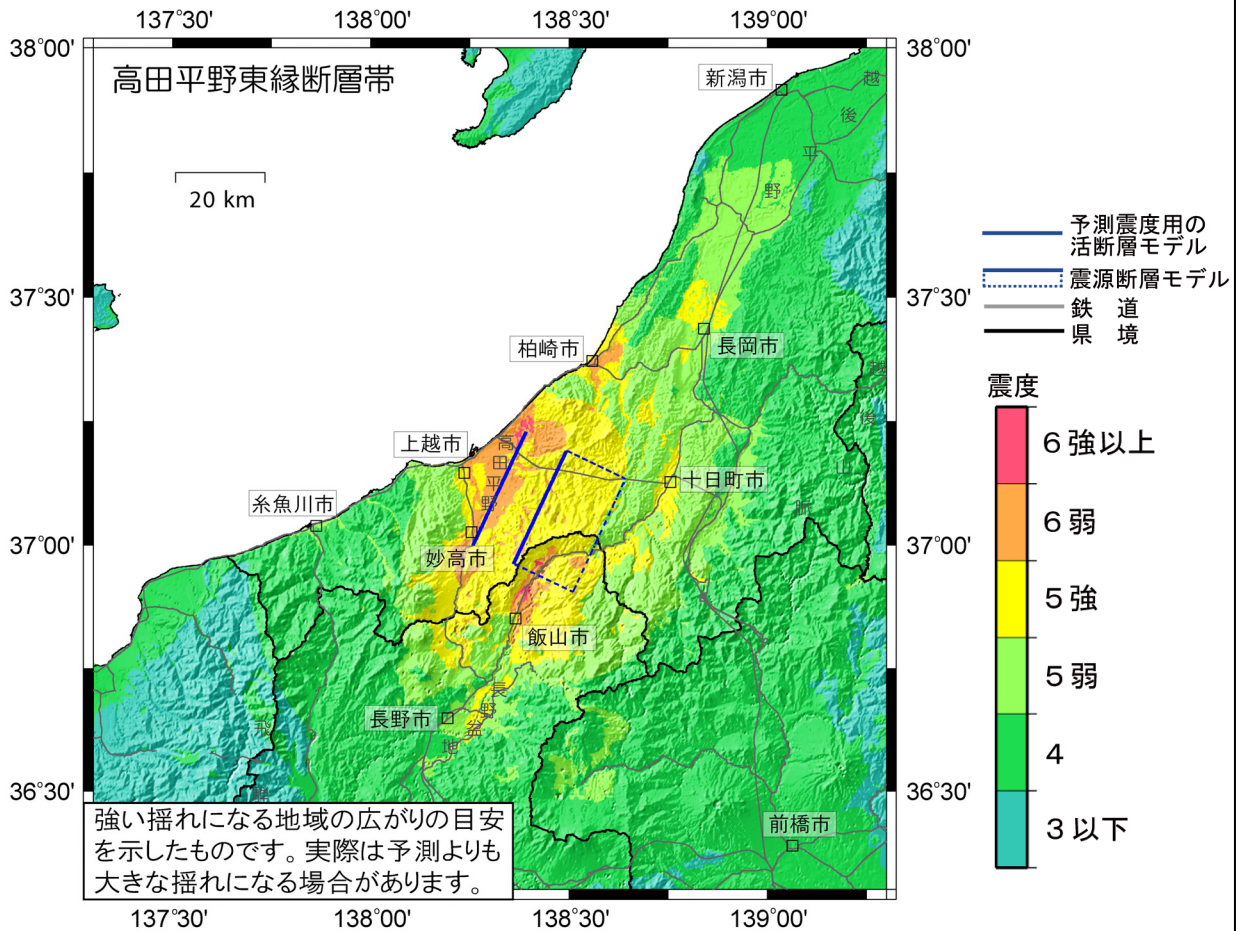 137°30'
138°00'
138°30'
139°00'
38°00'
38°00'
高田平野東縁断層帯
新潟市
越
後
平
野
20 km
予測震度用の
活断層モデル
震源断層モデル
鉄 道
県 境
37°30'
37°30'
柏崎市
長岡市
越
後
山
脈
震度
6強以上
6弱
5強
5弱
4
3以下
上越市
高
田
平
野
十日町市
糸魚川市
37°00'
37°00'
妙高市
飯山市
長野市
長
野
盆
地
飛
騨
36°30'
36°30'
前橋市
強い揺れになる地域の広がりの目安
を示したものです。実際は予測よりも
大きな揺れになる場合があります。
137°30'
138°00'
138°30'
139°00'